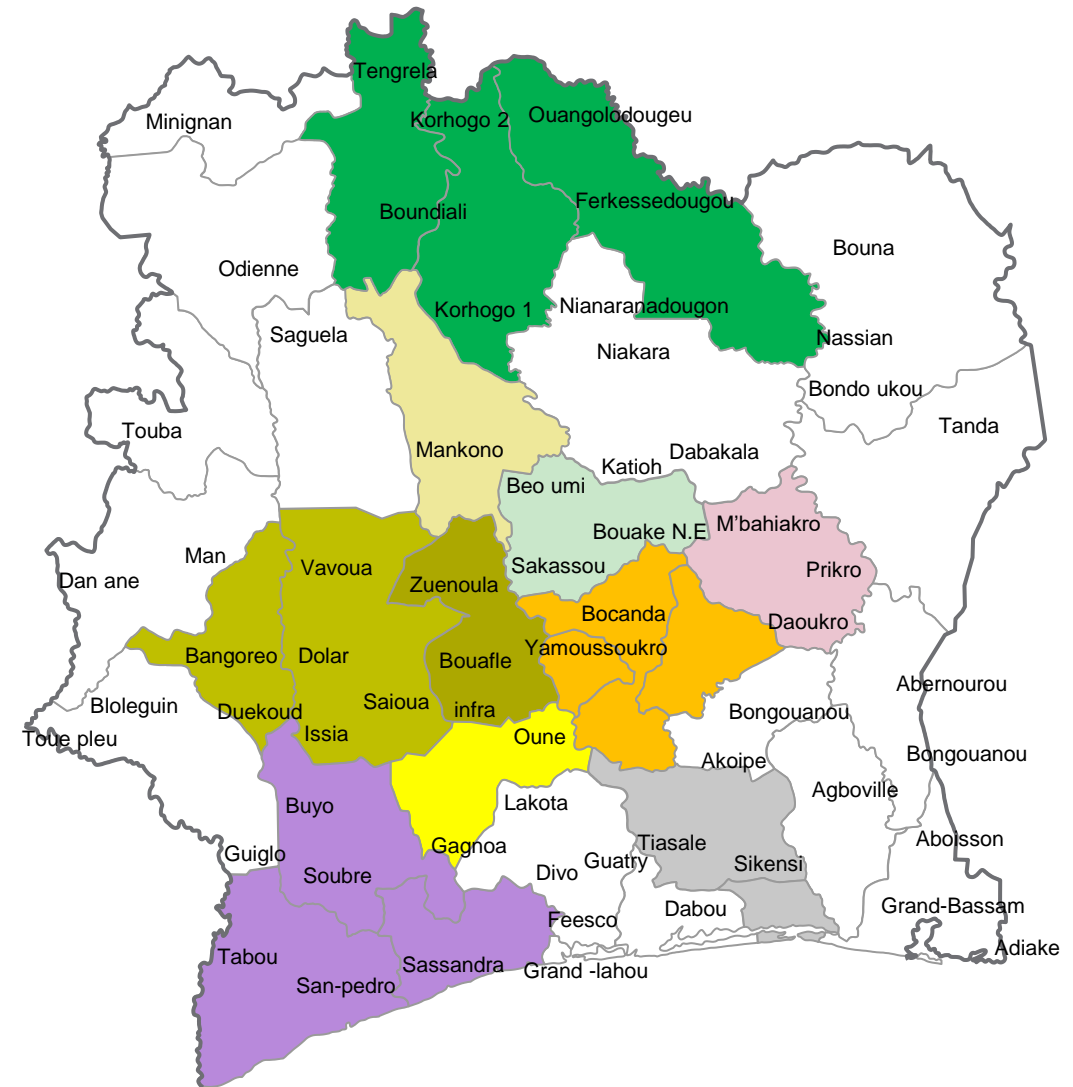 Tengrela
Minignan
Korhogo 2
Ouangolodougeu
Boundiali
Ferkessedougou
Bouna
Odienne
Korhogo 1
Nianaranadougon
Saguela
Nassian
Niakara
Bondo ukou
Touba
Tanda
Mankono
Dabakala
Katioh
Beo umi
M'bahiakro
Bouake N.E
Man
Vavoua
Sakassou
Prikro
Dan ane
Zuenoula
Bocanda
Daoukro
Bangoreo
Dolar
Bouafle
Yamoussoukro
Abernourou
Bloleguin
Duekoud
Saioua
infra
Bongouanou
Toue pleu
Issia
Oune
Akoipe
Bongouanou
Agboville
Buyo
Lakota
Guiglo
Gagnoa
Tiasale
Aboisson
Soubre
Divo
Guatry
Sikensi
Feesco
Dabou
Grand-Bassam
Tabou
Sassandra
Grand -lahou
Adiake
San-pedro